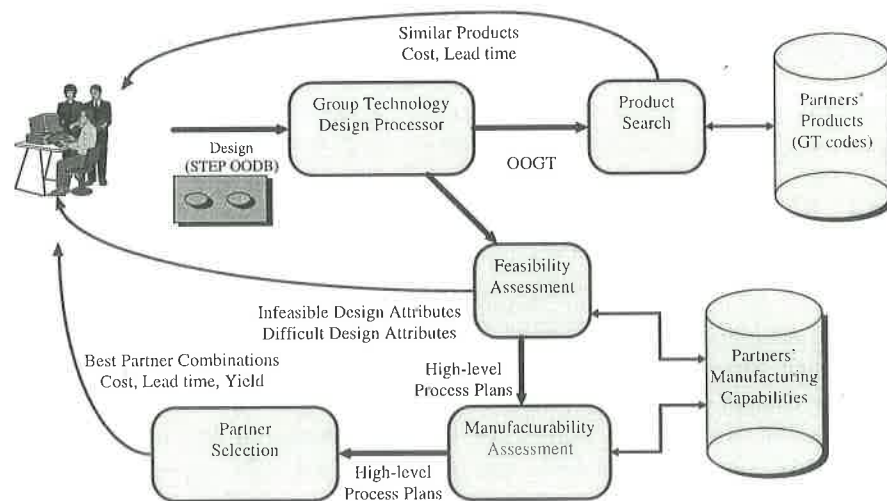 Similar Products
Cost, Lead time
Group Technology
Design Processor
Product
Search
Partners'
Products
(GT codes)
Design
(STEP OODB)
OOGT
Feasibility
Assessment
Infeasible Design Attributes
Difficult Design Attributes
Best Partner Combinations
Cost, Lead time, Yield
High-level
Process Plans
Partners'
Manufacturing
Capabilities
Partner
Selection
Manufacturability
Assessment
High-level
Process Plans